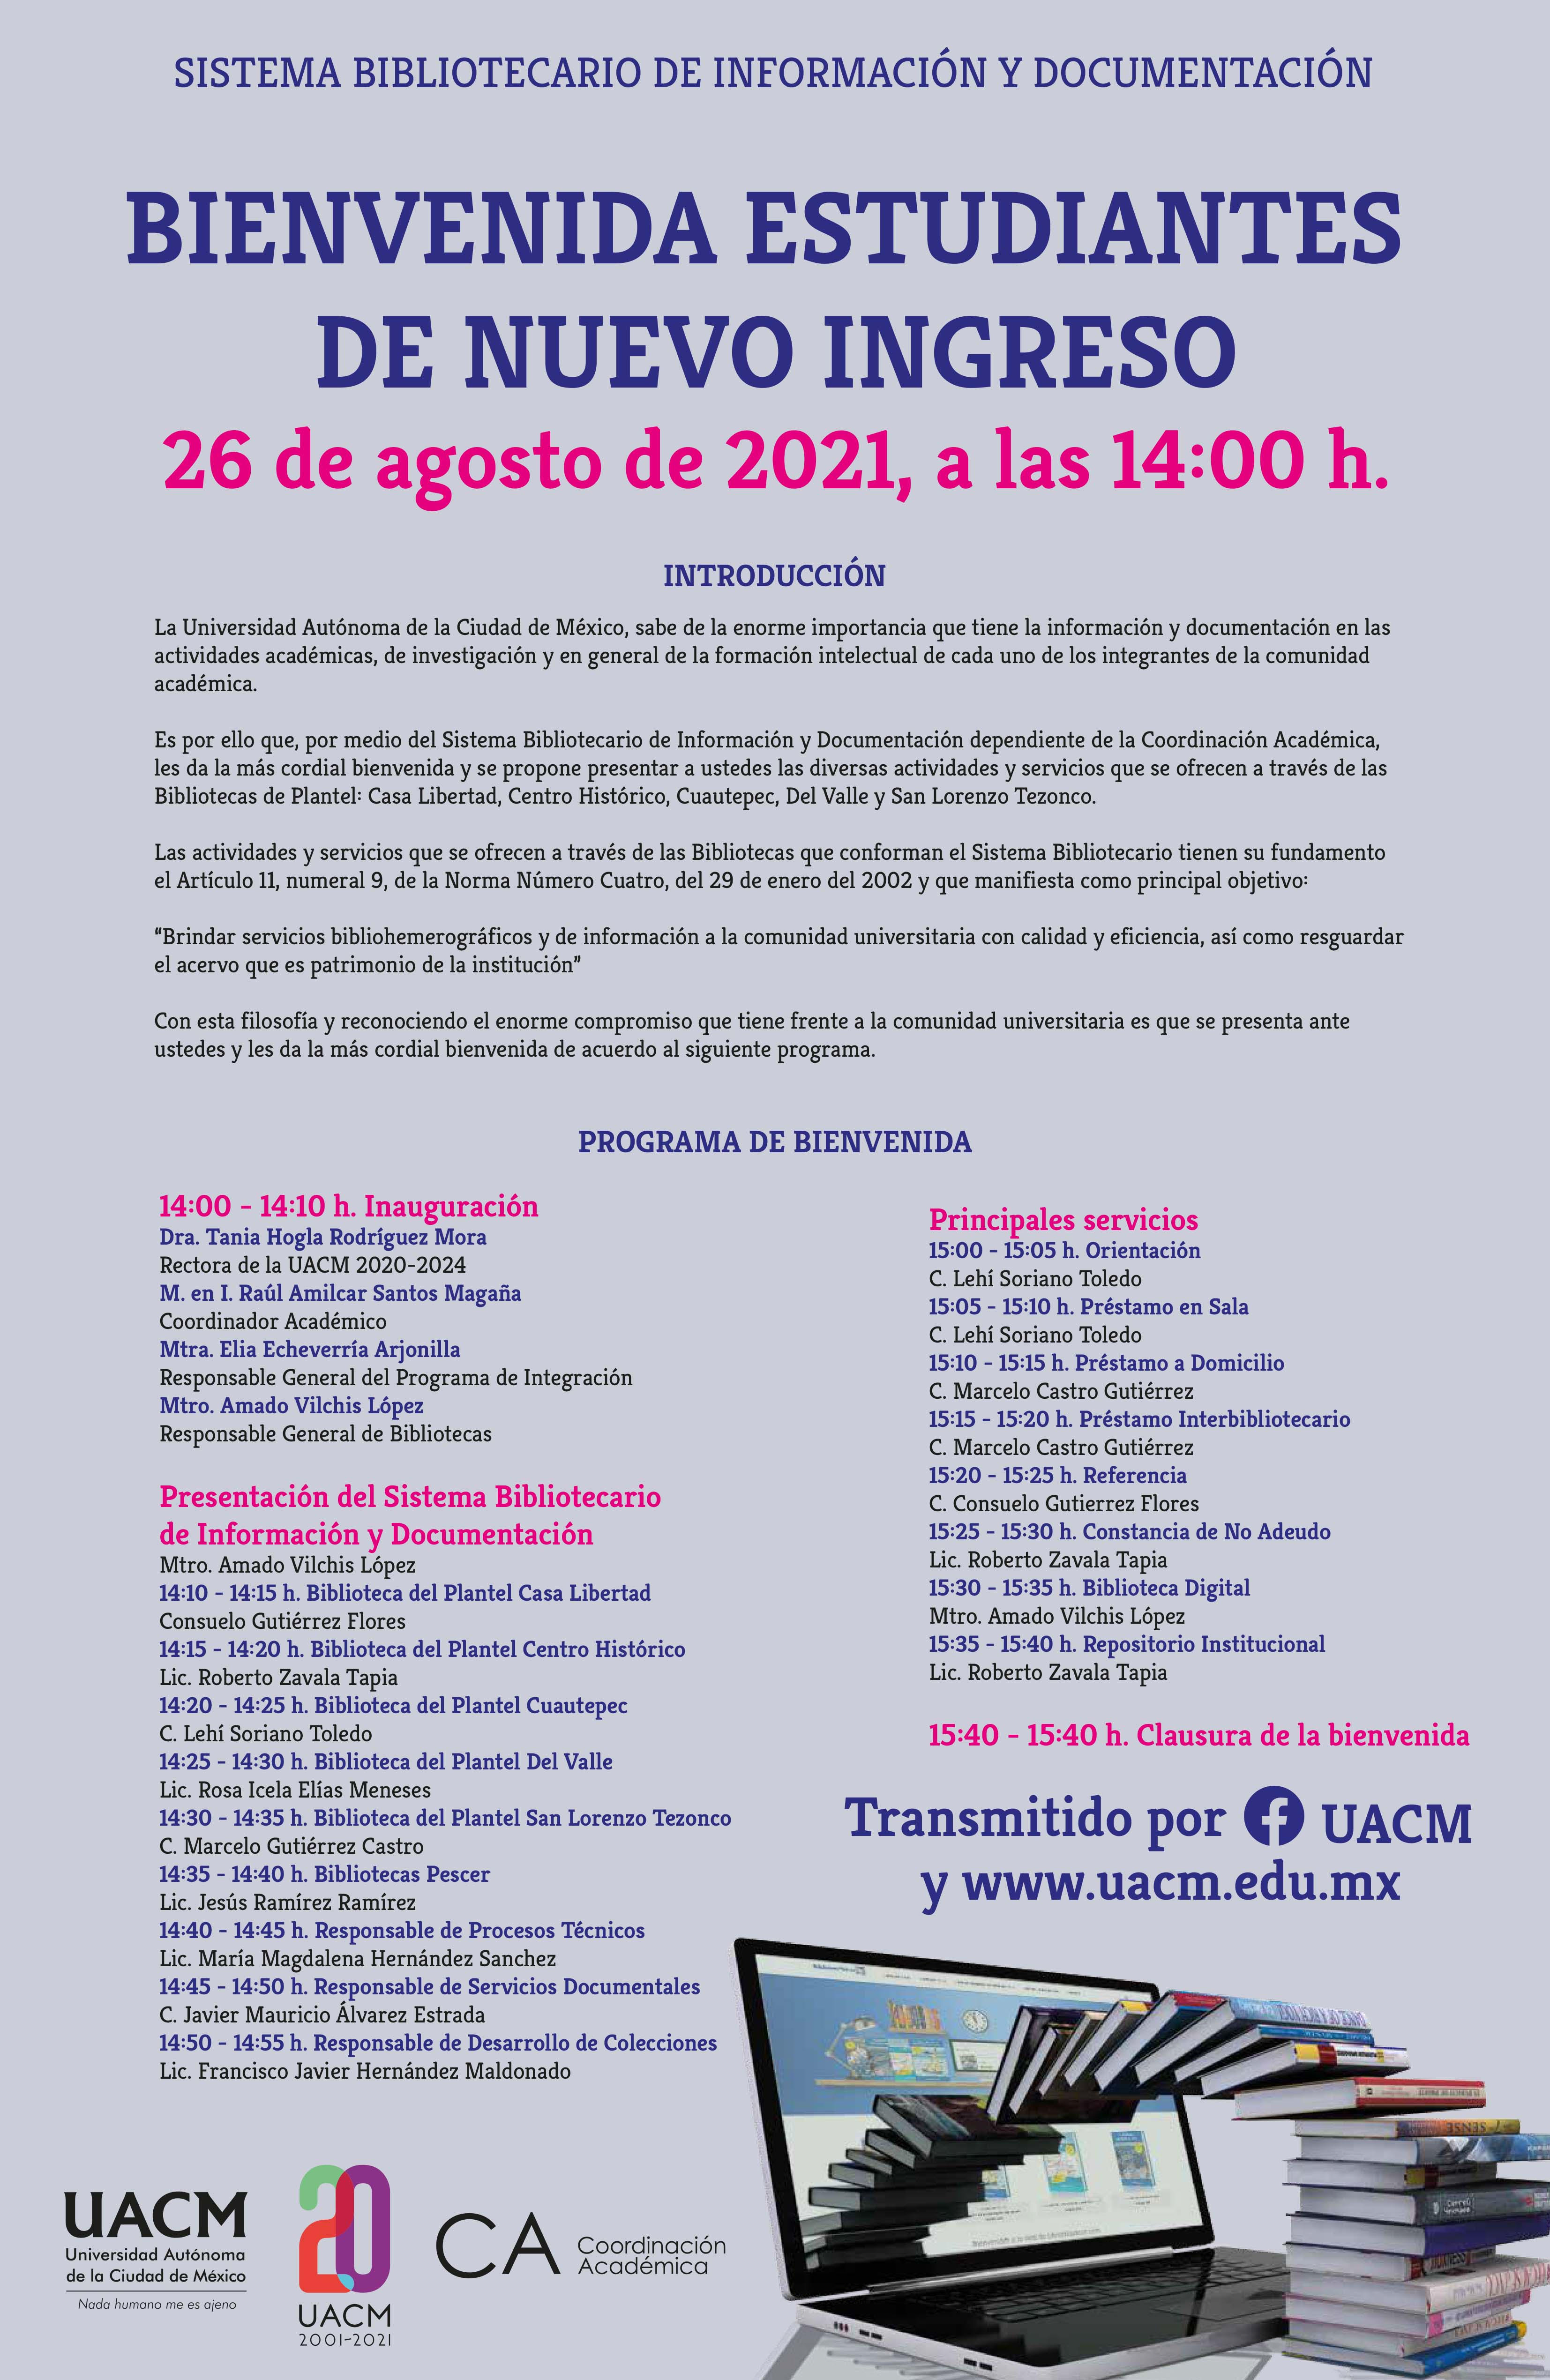 SISTEMA BIBLIOTECARIO DE INFORMACIÓN Y DOCUMENTACIÓN
BIENVENIDA ESTUDIANTES
DE NUEVO INGRESO
26 de agosto de 2021, a las 14:00 h.
INTRODUCCIÓN
La Universidad Autónoma de la Ciudad de México, sabe de la enorme importancia que tiene la información y documentación en las
actividades académicas, de investigación y en general de la formación intelectual de cada uno de los integrantes de la comunidad
académica.
Es por ello que, por medio del Sistema Bibliotecario de Información y Documentación dependiente de la Coordinación Académica,
les da la más cordial bienvenida y se propone presentar a ustedes las diversas actividades y servicios que se ofrecen a través de las
Bibliotecas de Plantel: Casa Libertad, Centro Histórico, Cuautepec, Del Valle y San Lorenzo Tezonco.
Las actividades y servicios que se ofrecen a través de las Bibliotecas que conforman el Sistema Bibliotecario tienen su fundamento
el Artículo 11, numeral 9, de la Norma Número Cuatro, del 29 de enero del 2002 y que manifiesta como principal objetivo:
“Brindar servicios bibliohemerográficos y de información a la comunidad universitaria con calidad y eficiencia, así como resguardar
el acervo que es patrimonio de la institución”
Con esta filosofía y reconociendo el enorme compromiso que tiene frente a la comunidad universitaria es que se presenta ante
ustedes y les da la más cordial bienvenida de acuerdo al siguiente programa.
PROGRAMA DE BIENVENIDA
14:00 - 14:10 h. Inauguración
Dra. Tania Hogla Rodríguez Mora
Rectora de la UACM 2020-2024
M. en I. Raúl Amilcar Santos Magaña
Coordinador Académico
Mtra. Elia Echeverría Arjonilla
Responsable General del Programa de Integración
Mtro. Amado Vilchis López
Responsable General de Bibliotecas
Presentación del Sistema Bibliotecario
de Información y Documentación
Mtro. Amado Vilchis López
14:10 - 14:15 h. Biblioteca del Plantel Casa Libertad
Consuelo Gutiérrez Flores
14:15 - 14:20 h. Biblioteca del Plantel Centro Histórico
Lic. Roberto Zavala Tapia
14:20 - 14:25 h. Biblioteca del Plantel Cuautepec
C. Lehí Soriano Toledo
14:25 - 14:30 h. Biblioteca del Plantel Del Valle
Lic. Rosa Icela Elías Meneses
14:30 - 14:35 h. Biblioteca del Plantel San Lorenzo Tezonco
C. Marcelo Gutiérrez Castro
14:35 - 14:40 h. Bibliotecas Pescer
Lic. Jesús Ramírez Ramírez
14:40 - 14:45 h. Responsable de Procesos Técnicos
Lic. María Magdalena Hernández Sanchez
14:45 - 14:50 h. Responsable de Servicios Documentales
C. Javier Mauricio Álvarez Estrada
14:50 - 14:55 h. Responsable de Desarrollo de Colecciones
Lic. Francisco Javier Hernández Maldonado
Principales servicios
15:00 - 15:05 h. Orientación
C. Lehí Soriano Toledo
15:05 - 15:10 h. Préstamo en Sala
C. Lehí Soriano Toledo
15:10 - 15:15 h. Préstamo a Domicilio
C. Marcelo Castro Gutiérrez
15:15 - 15:20 h. Préstamo Interbibliotecario
C. Marcelo Castro Gutiérrez
15:20 - 15:25 h. Referencia
C. Consuelo Gutierrez Flores
15:25 - 15:30 h. Constancia de No Adeudo
Lic. Roberto Zavala Tapia
15:30 - 15:35 h. Biblioteca Digital
Mtro. Amado Vilchis López
15:35 - 15:40 h. Repositorio Institucional
Lic. Roberto Zavala Tapia
15:40 - 15:40 h. Clausura de la bienvenida
Transmitido por UACM
y www.uacm.edu.mx
SENSE
UACM
Universidad Autónoma
de la Ciudad de México
Nada humano me es ajeno
20
UACM
2001-2021
CA Coordinación
Académica